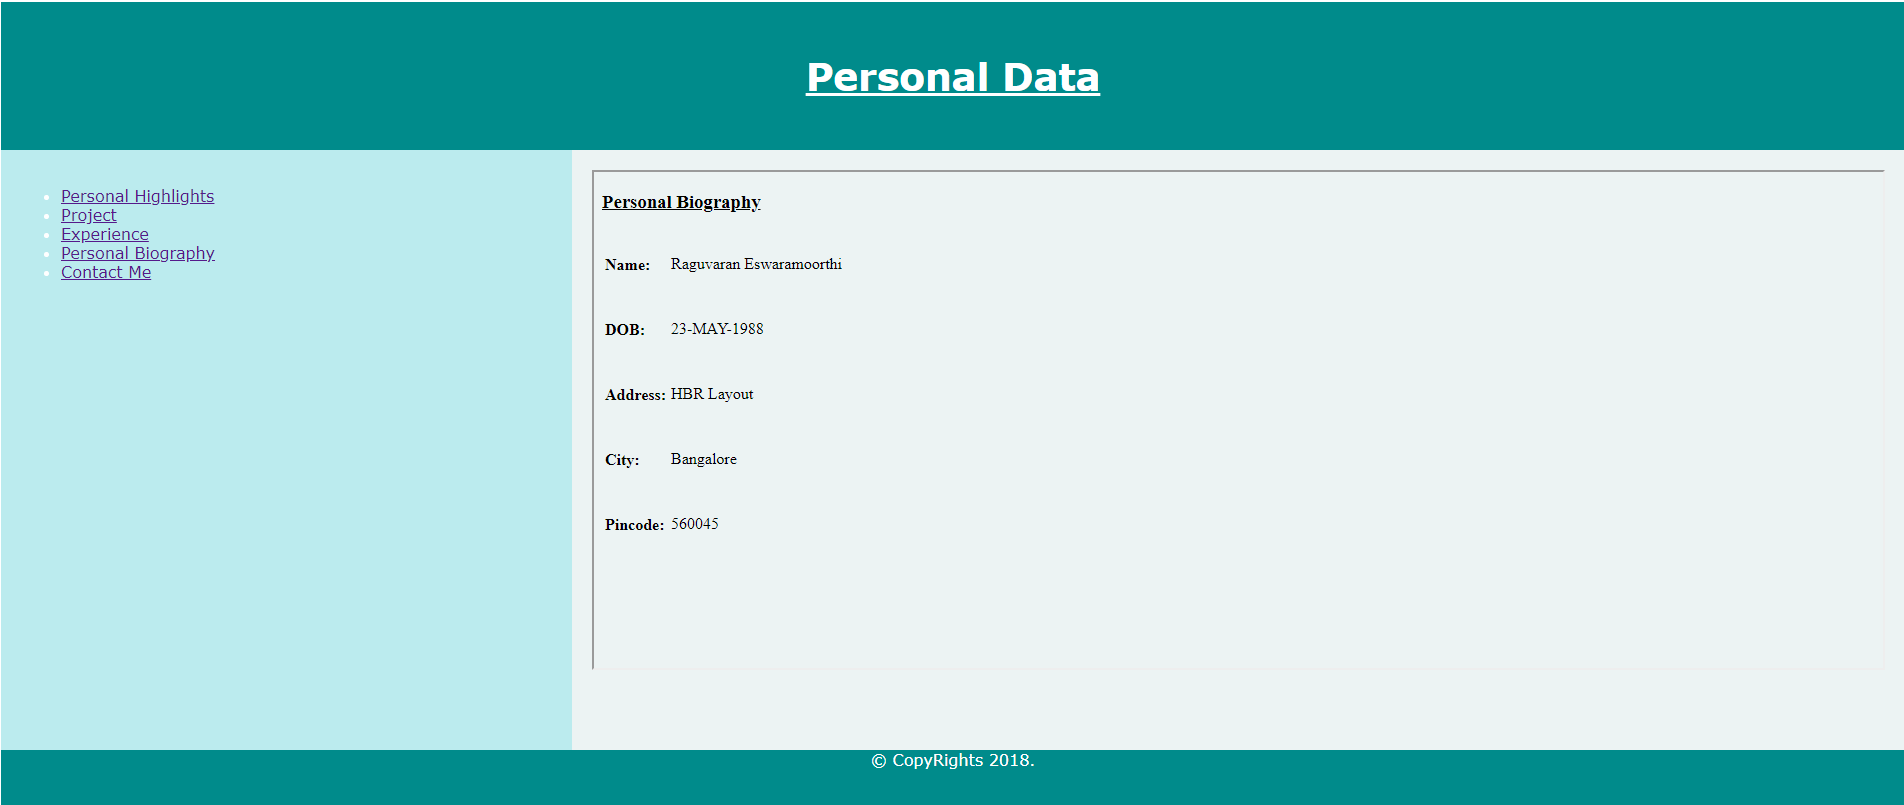 Personal Data
Personal Highlights
Project
Experience
Personal Biography
Contact Me
Personal Biography
Name: Raguvaran Eswaramoorthi
DOB: 23-MAY-1988
Address: HBR Layout
City: Bangalore
Pincode: 560045
© CopyRights 2018.